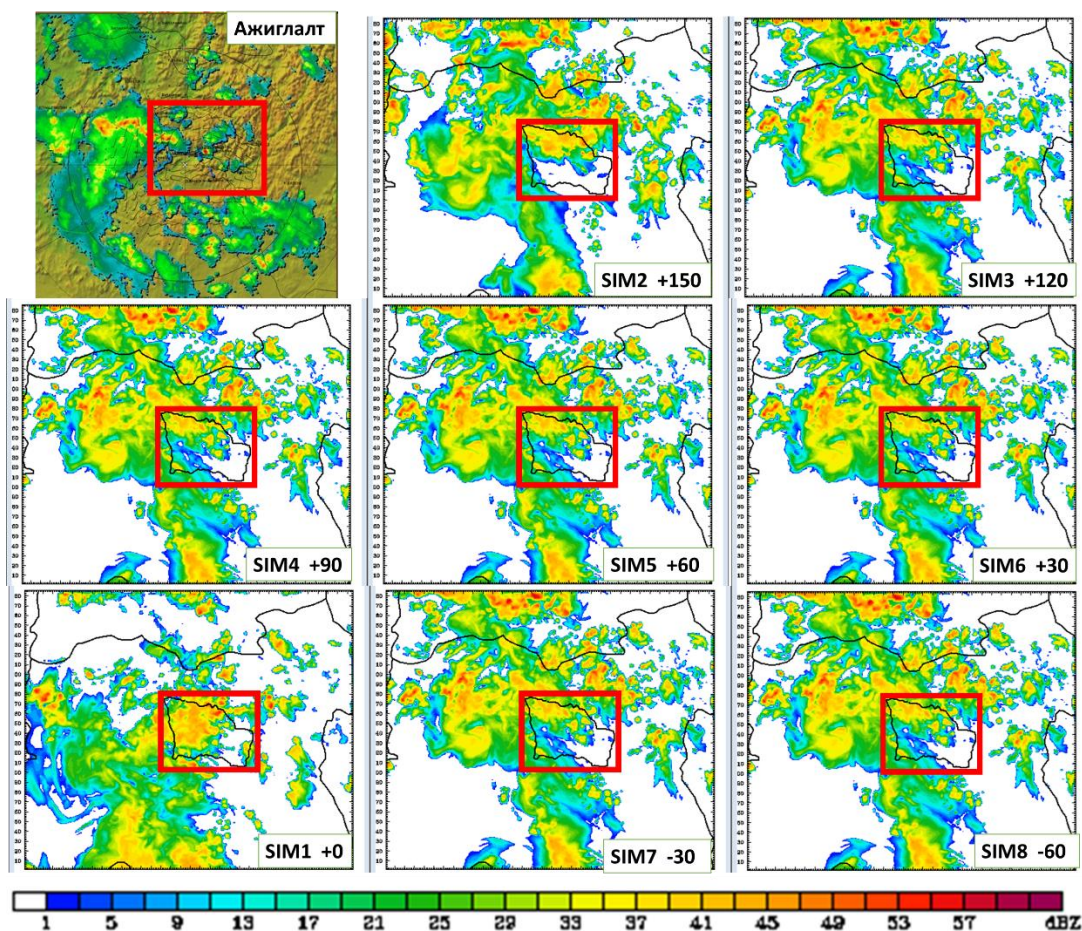 Ажиглалт
SIM2 +150
SIM3 +120
SIM4 +90
SIM5 +60
SIM6 +30
SIM1 +0
SIM7 -30
SIM8 -60
1 5 9 13 17 21 25 29 33 37 41 45 49 53 57 dBZ